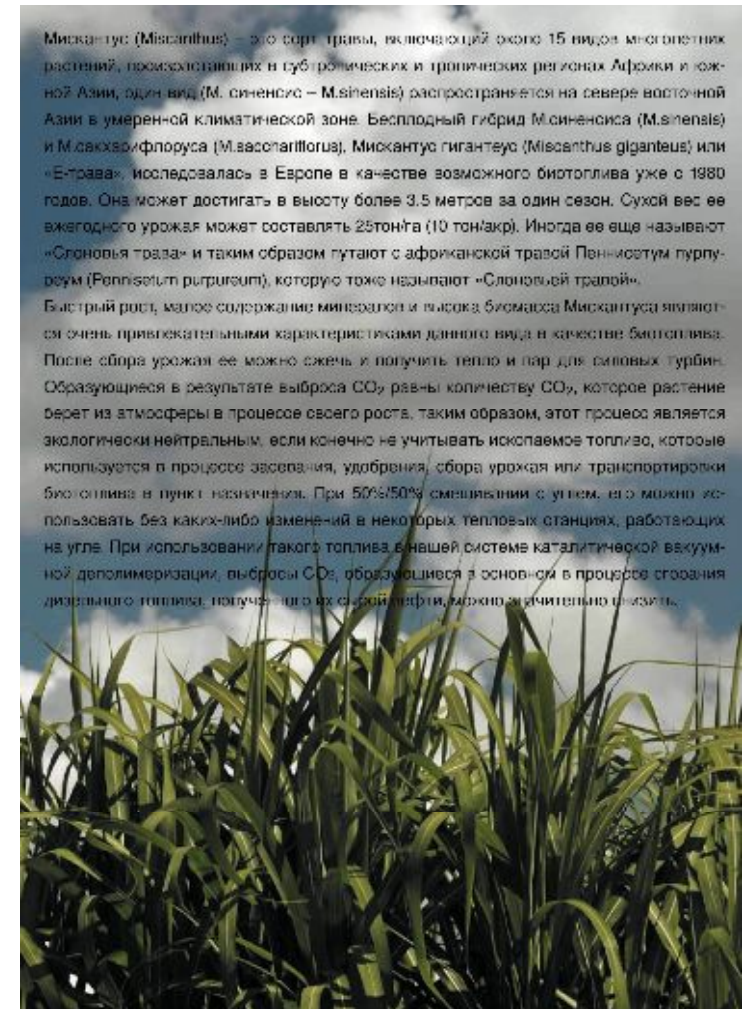 Мискантус (Miscanthus) – это сорт травы, включающий около 15 видов многолетних
растений, произрастающих в субтропических и тропических регионах Африки и юж-
ной Азии, один вид (М. синенсис – M.sinensis) распространяется на севере восточной
Азии в умеренной климатической зоне. Бесплодный гибрид М.синенсиса (M.sinensis)
и М.сакхарифлоруса (M.sacchariflorus), Мискантус гигантеус (Miscanthus giganteus) или
«Е-трава», исследовалась в Европе в качестве возможного биотоплива уже с 1980
годов. Она может достигать в высоту более 3.5 метров за один сезон. Сухой вес ее
ежегодного урожая может составлять 25тон/га (10 тон/акр). Иногда ее еще называют
«Слоновья трава» и таким образом путают с африканской травой Пеннисетум пурпу-
реум (Pennisetum purpureum), которую тоже называют «Слоновьей травой».
Быстрый рост, малое содержание минералов и высока биомасса Мискантуса являют-
ся очень привлекательными характеристиками данного вида в качестве биотоплива.
После сбора урожая ее можно сжечь и получить тепло и пар для силовых турбин.
Образующиеся в результате выброса CO₂ равны количеству CO₂, которое растение
берет из атмосферы в процессе своего роста, таким образом, этот процесс является
экологически нейтральным, если конечно не учитывать ископаемое топливо, которые
используется в процессе засевания, удобрения, сбора урожая или транспортировки
биотоплива в пункт назначения. При 50%/50% смешивании с углем, его можно ис-
пользовать без каких-либо изменений в некоторых тепловых станциях, работающих
на угле. При использовании такого топлива в нашей системе каталитической вакуум-
ной деполимеризации, выбросы CO₂, образующиеся в основном в процессе сгорания
дизельного топлива, полученного их сырой нефти, можно значительно снизить.